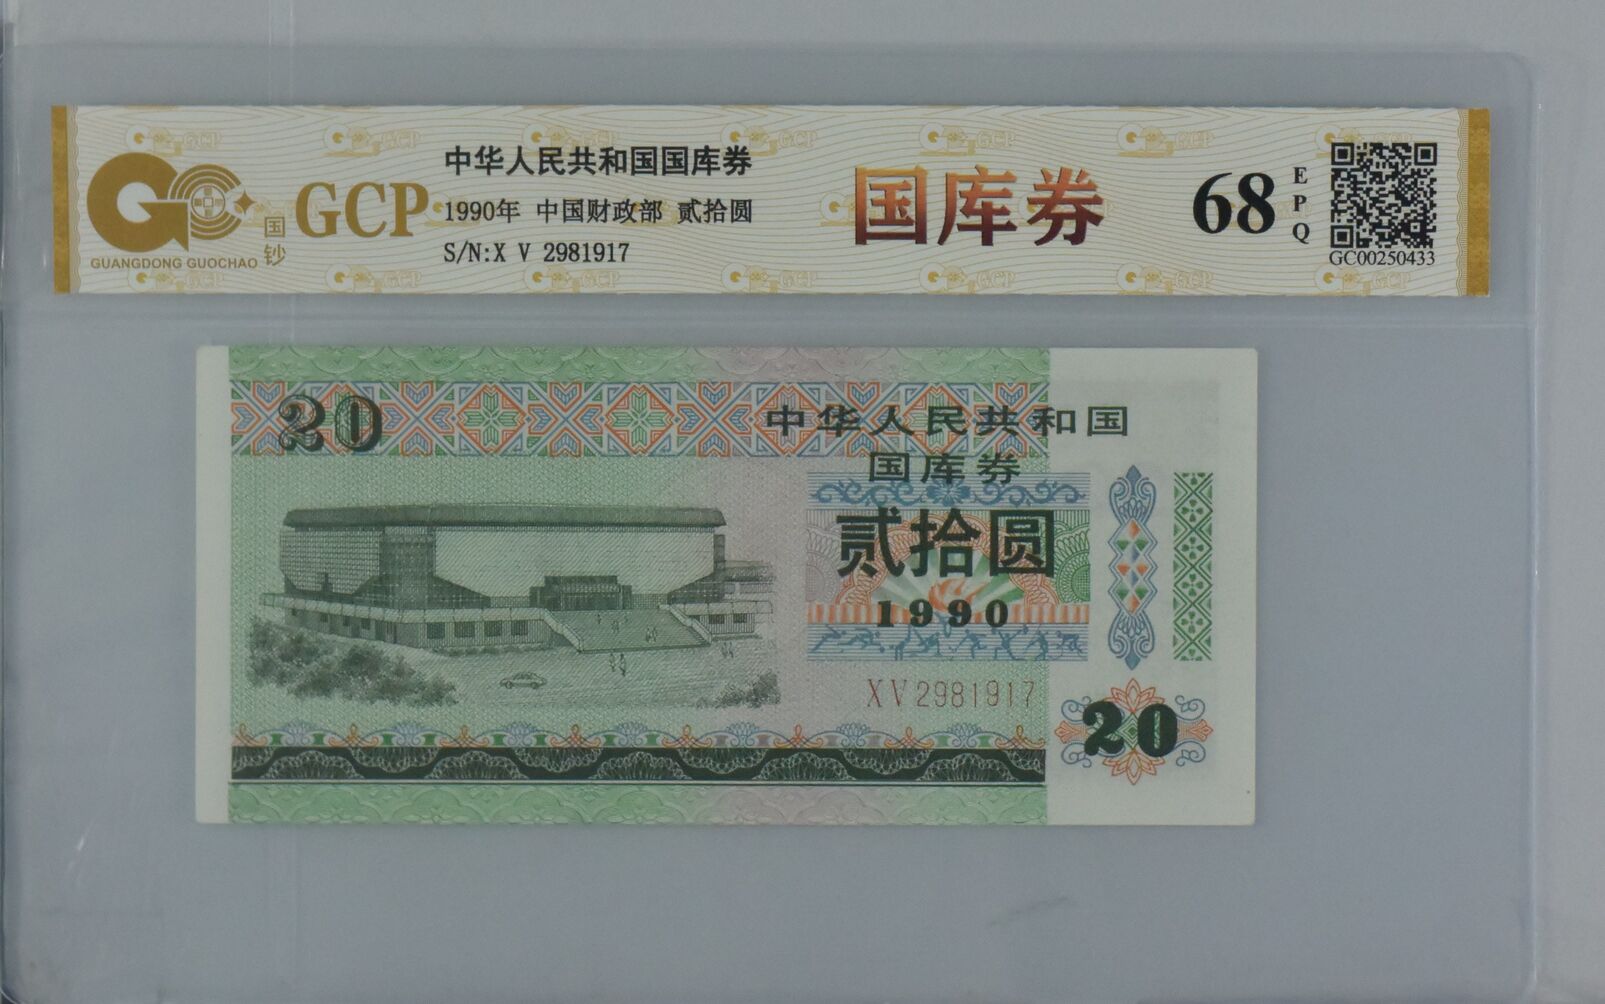 中华人民共和国国库券
1990年 中国财政部 贰拾圆
S/N:X V 2981917
GCP
国钞
GUANGDONG GUOCHAO
国库券
68
EPQ
GC00250433
20
中华人民共和国
国库券
贰拾圆
1990
XV2981917
20